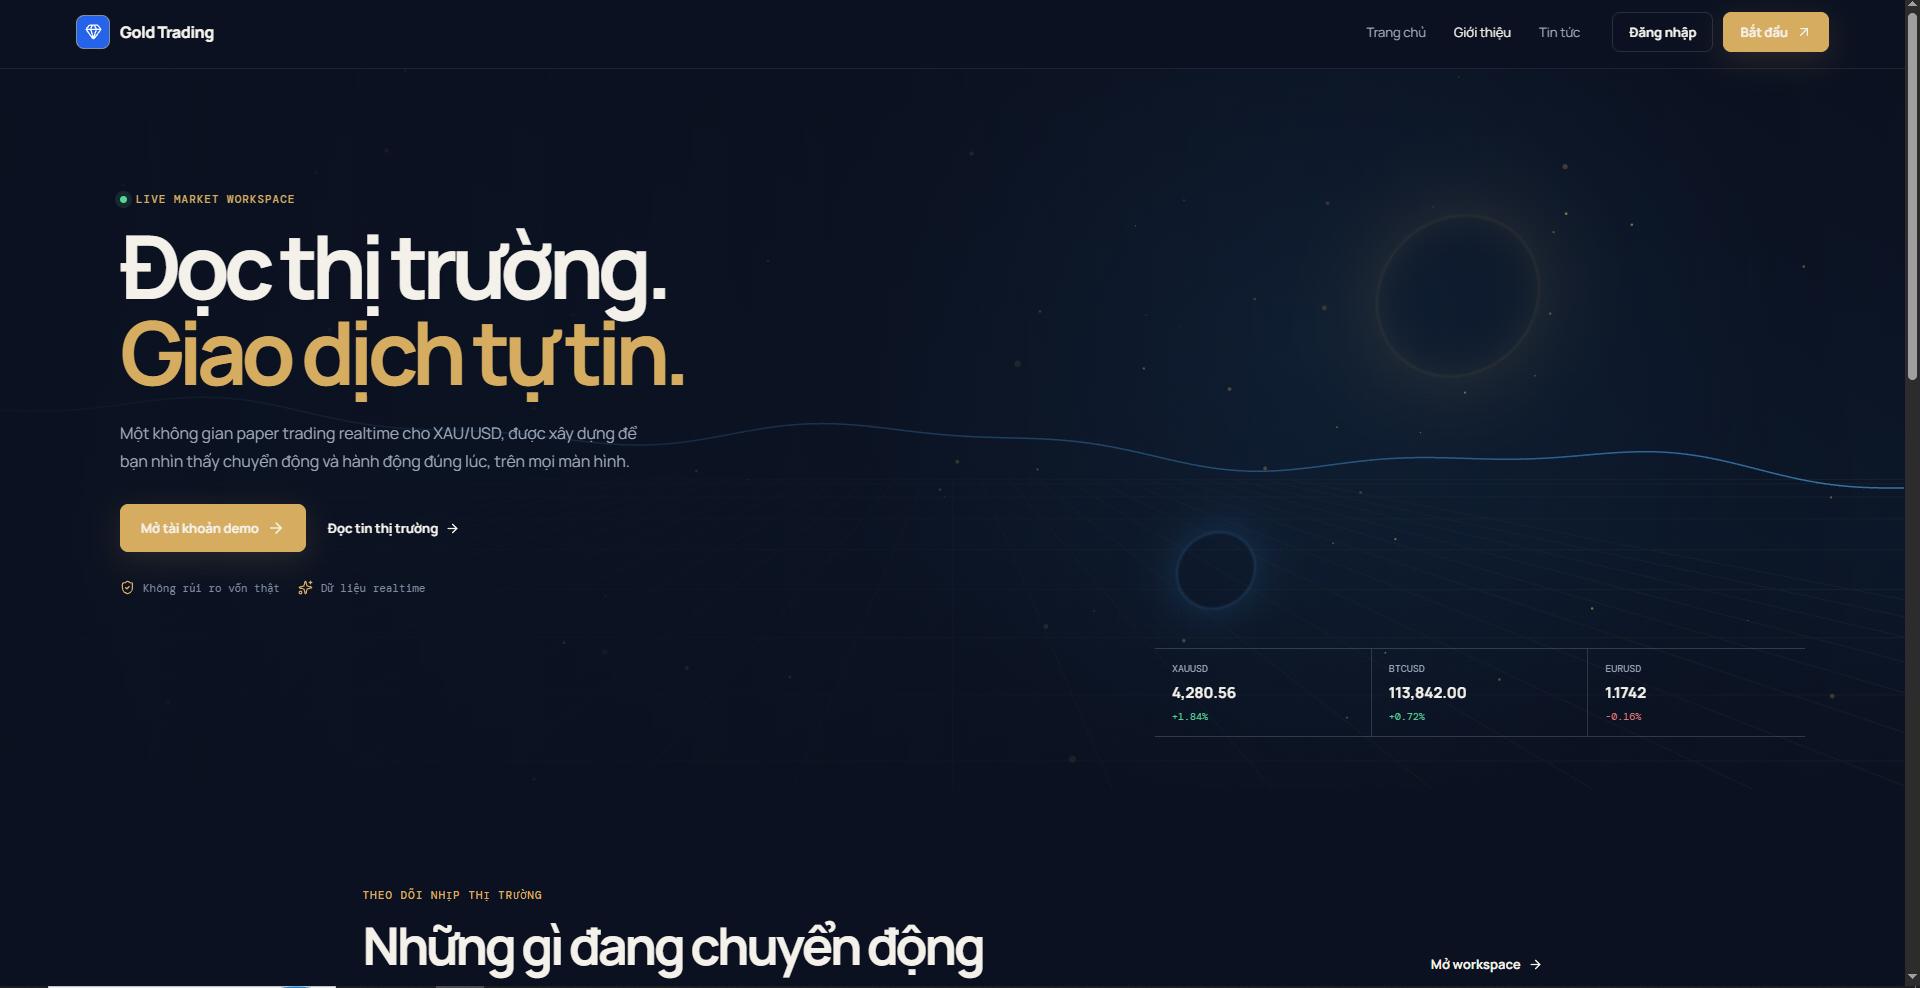 Gold Trading
Trang chủ
Giới thiệu
Tin tức
Đăng nhập
Bắt đầu
LIVE MARKET WORKSPACE
Đọc thị trường.
Giao dịch tự tin.
Một không gian paper trading realtime cho XAU/USD, được xây dựng để
bạn nhìn thấy chuyển động và hành động đúng lúc, trên mọi màn hình.
Mở tài khoản demo
Đọc tin thị trường
Không rủi ro vốn thật
Dữ liệu realtime
XAUUSD
4,280.56
+1.84%
BTCUSD
113,842.00
+0.72%
EURUSD
1.1742
-0.16%
THEO DÕI NHỊP THỊ TRƯỜNG
Những gì đang chuyển động
Mở workspace